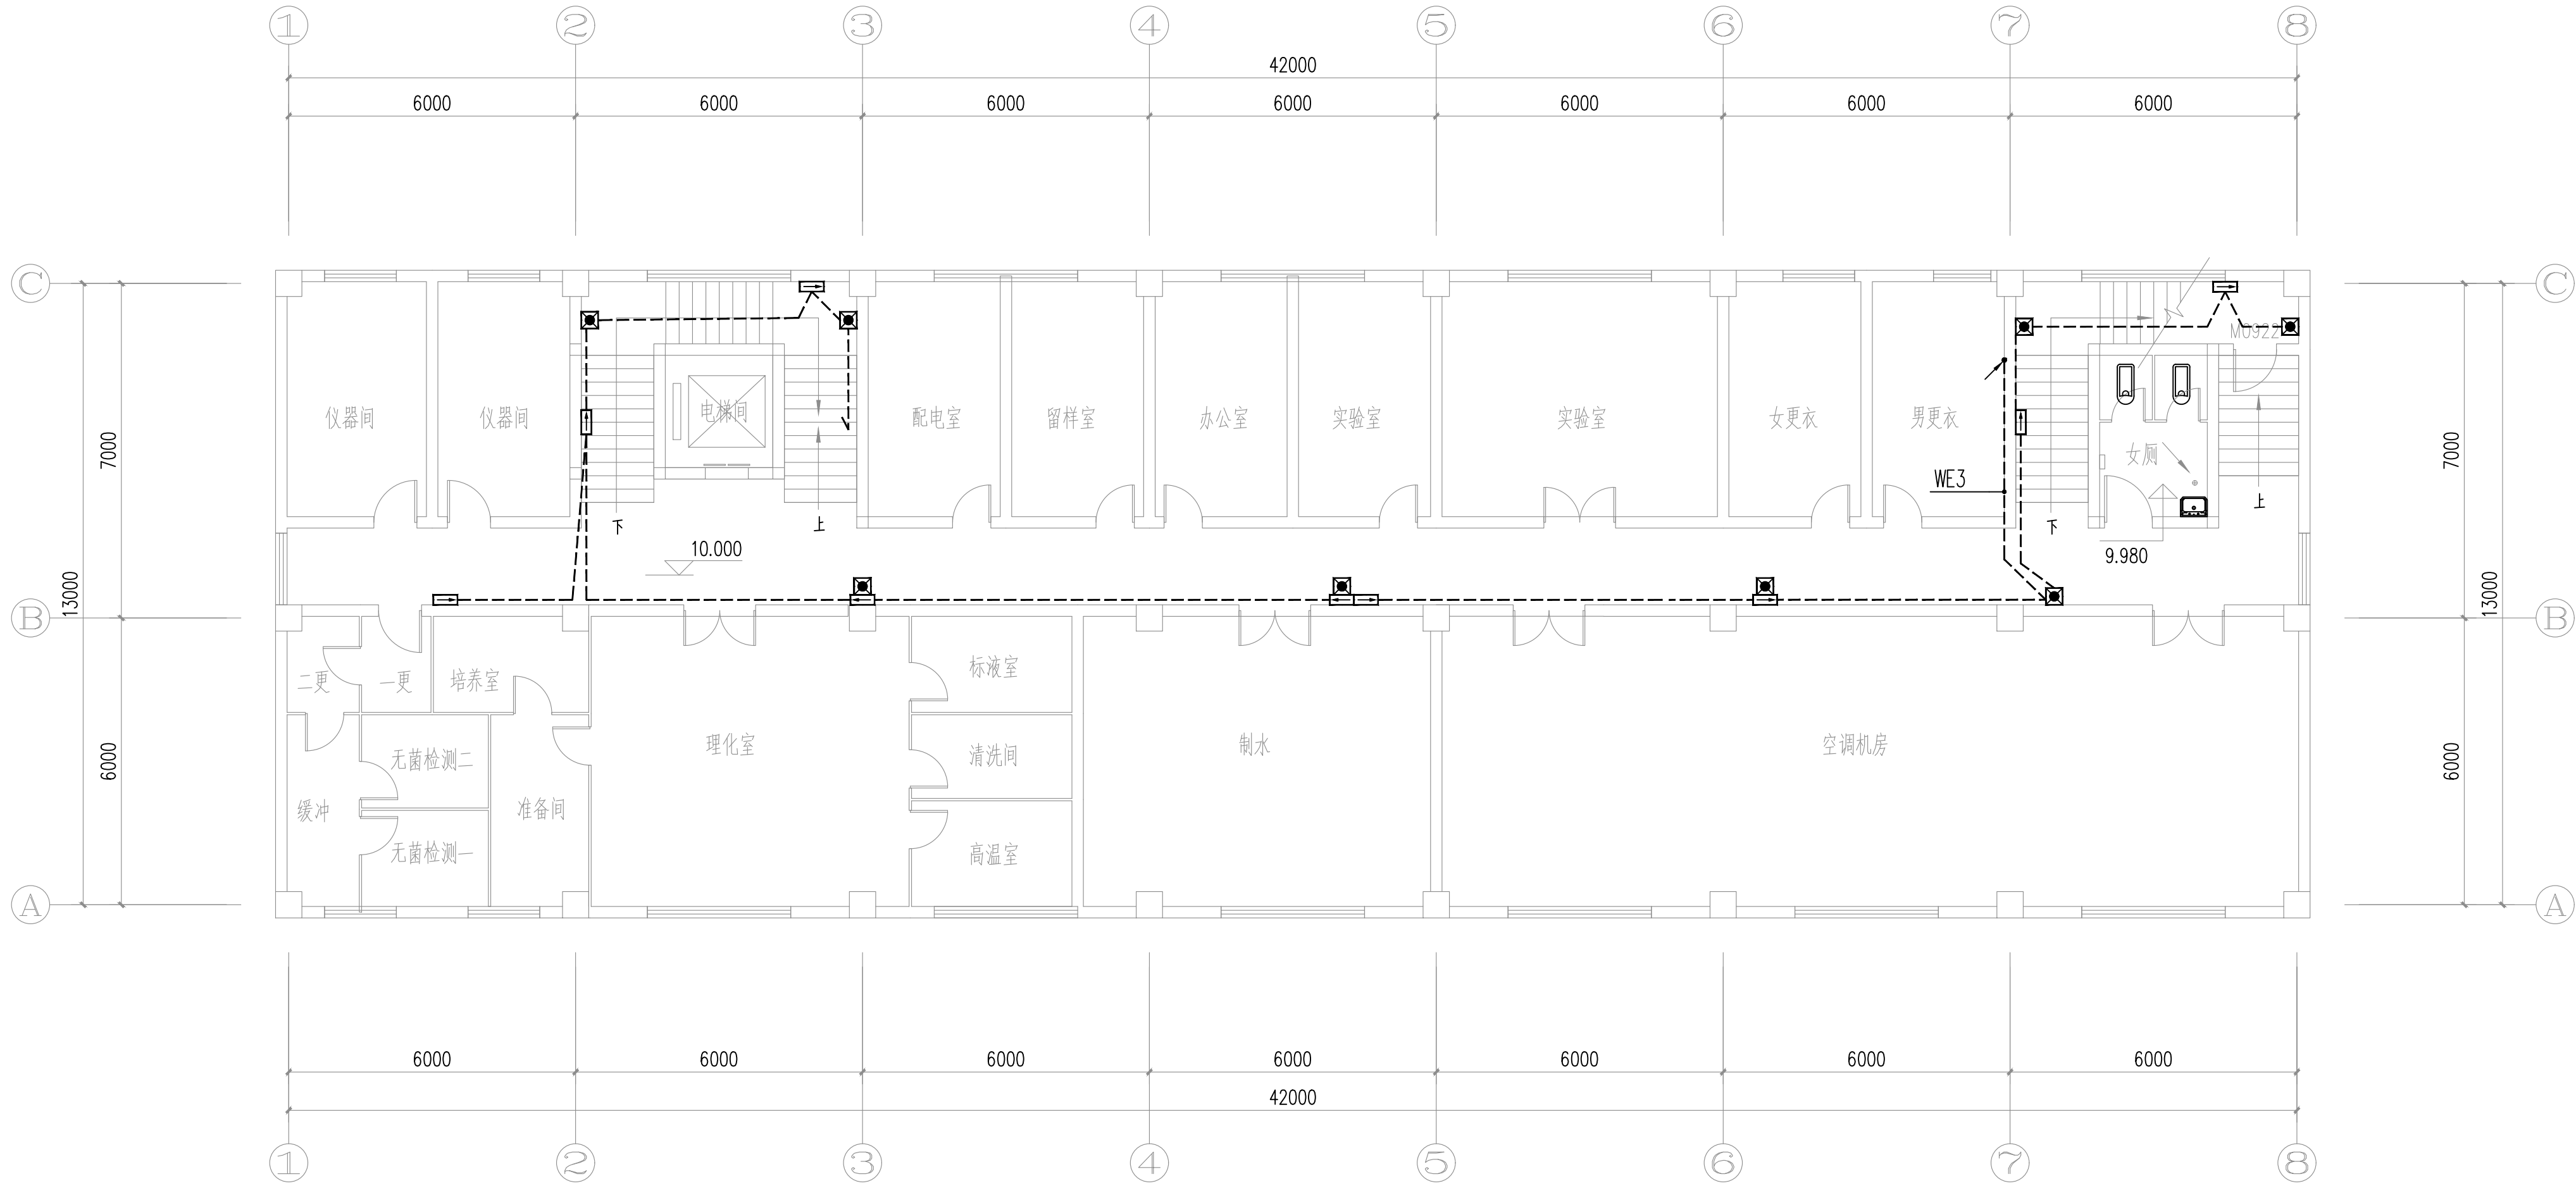 1 2 3 4 5 6 7 8
42000
6000 6000 6000 6000 6000 6000 6000
C C
M0922
仪器间 仪器间 电梯间 配电室 留样室 办公室 实验室 实验室 女更衣 男更衣 女厕
7000 7000
WE3
下 上 下 上
10.000 9.980
13000 13000
B B
二更 一更 培养室 标液室
理化室 清洗间 制水 空调机房
无菌检测二
6000 6000
缓冲 准备间
无菌检测一 高温室
A A
6000 6000 6000 6000 6000 6000 6000
42000
1 2 3 4 5 6 7 8